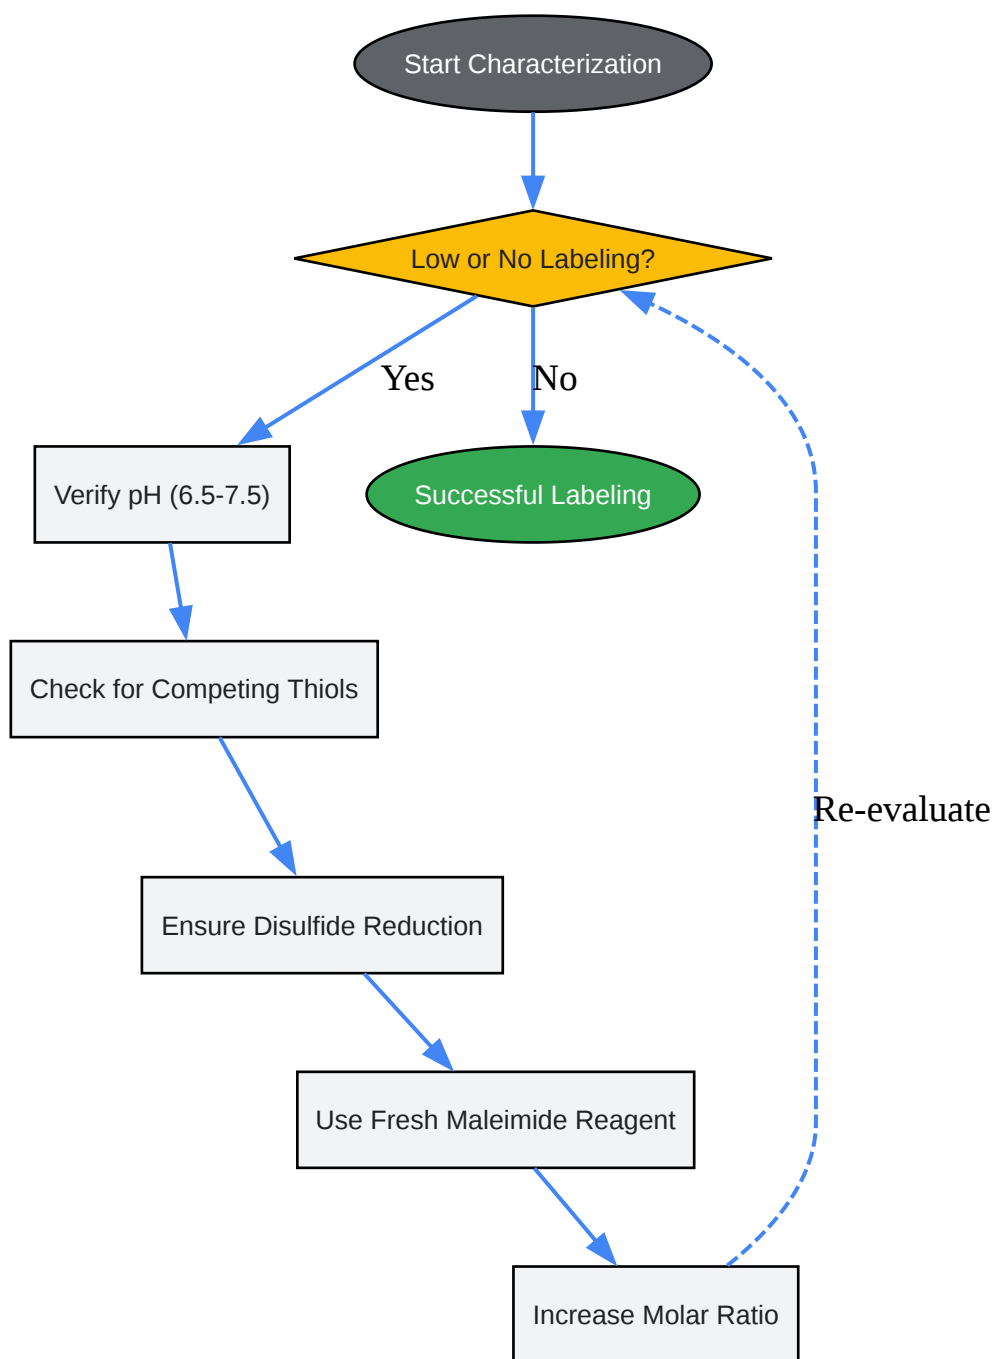 Start Characterization
Low or No Labeling?
Yes
No
Verify pH (6.5-7.5)
Successful Labeling
Check for Competing Thiols
Re-evaluate
Ensure Disulfide Reduction
Use Fresh Maleimide Reagent
Increase Molar Ratio